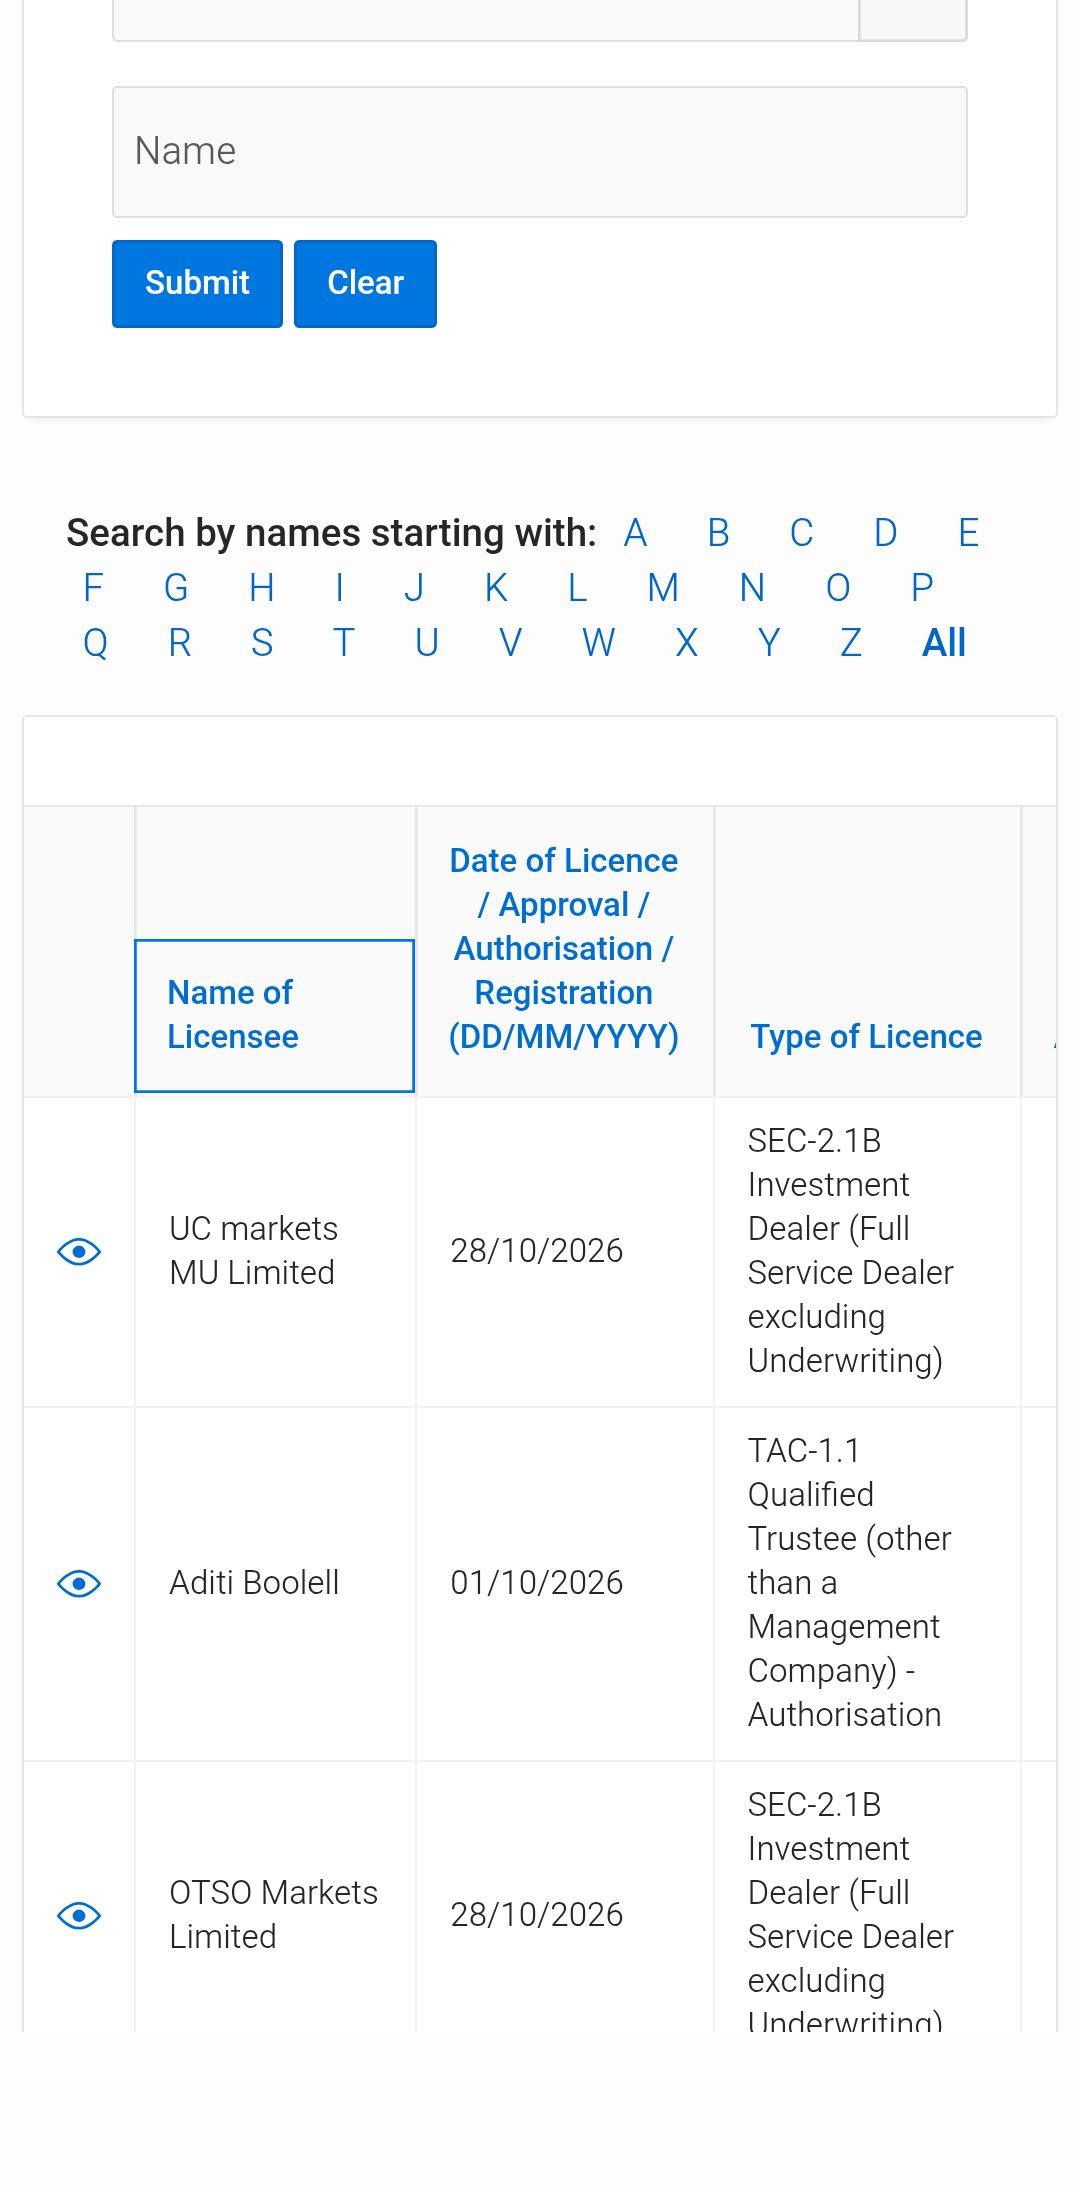 Name
Submit Clear
Search by names starting with: A B C D E
F G H I J K L M N O P
Q R S T U V W X Y Z All
Name of
Licensee
Date of Licence
/ Approval /
Authorisation /
Registration
(DD/MM/YYYY)
Type of Licence
UC markets
MU Limited
28/10/2026
SEC-2.1B
Investment
Dealer (Full
Service Dealer
excluding
Underwriting)
Aditi Boolell
01/10/2026
TAC-1.1
Qualified
Trustee (other
than a
Management
Company) -
Authorisation
OTSO Markets
Limited
28/10/2026
SEC-2.1B
Investment
Dealer (Full
Service Dealer
excluding
Underwriting)